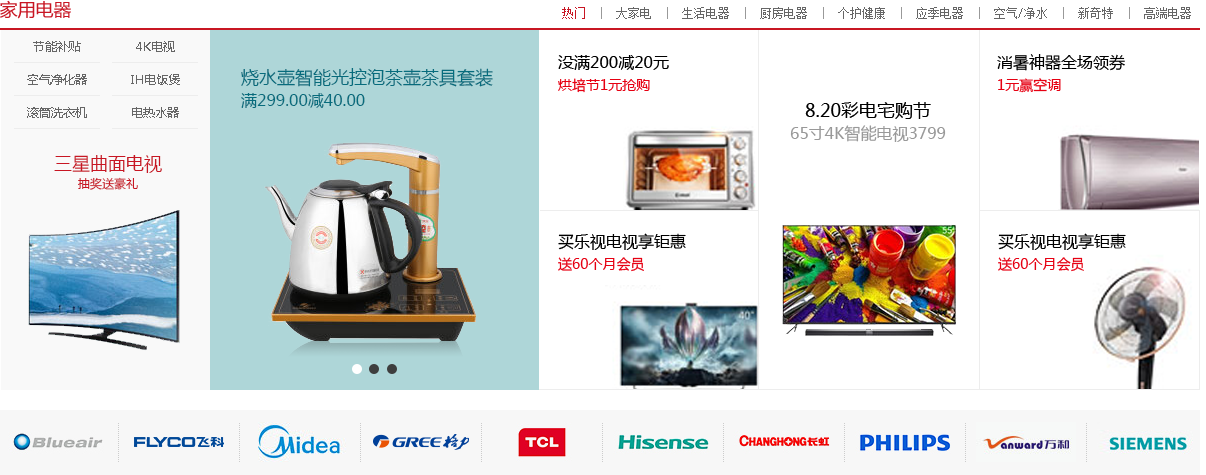 家用电器
热门
大家电
生活电器
厨房电器
个护健康
应季电器
空气/净水
新奇特
高端电器
节能补贴
4K电视
空气净化器
IH电饭煲
滚筒洗衣机
电热水器
三星曲面电视
抽奖送豪礼
烧水壶智能光控泡茶壶茶具套装
满299.00减40.00
没满200减20元
烘培节1元抢购
8.20彩电宅购节
65寸4K智能电视3799
55"
消暑神器全场领券
1元赢空调
买乐视电视享钜惠
送60个月会员
40"
买乐视电视享钜惠
送60个月会员
Blueair
FLYCO飞科
Midea
GREE格力
TCL
Hisense
CHANGHONG长虹
PHILIPS
Vanward万和
SIEMENS